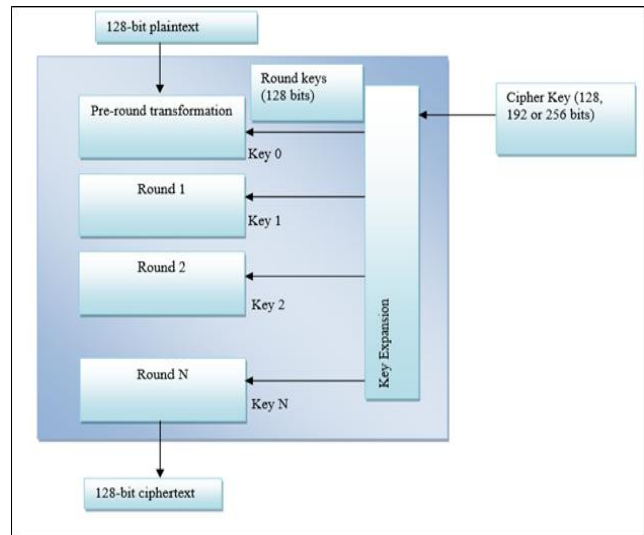 128-bit plaintext
Round keys
(128 bits)
Pre-round transformation
Cipher Key (128,
192 or 256 bits)
Key 0
Round 1
Key 1
Round 2
Key 2
Key Expansion
Round N
Key N
128-bit ciphertext